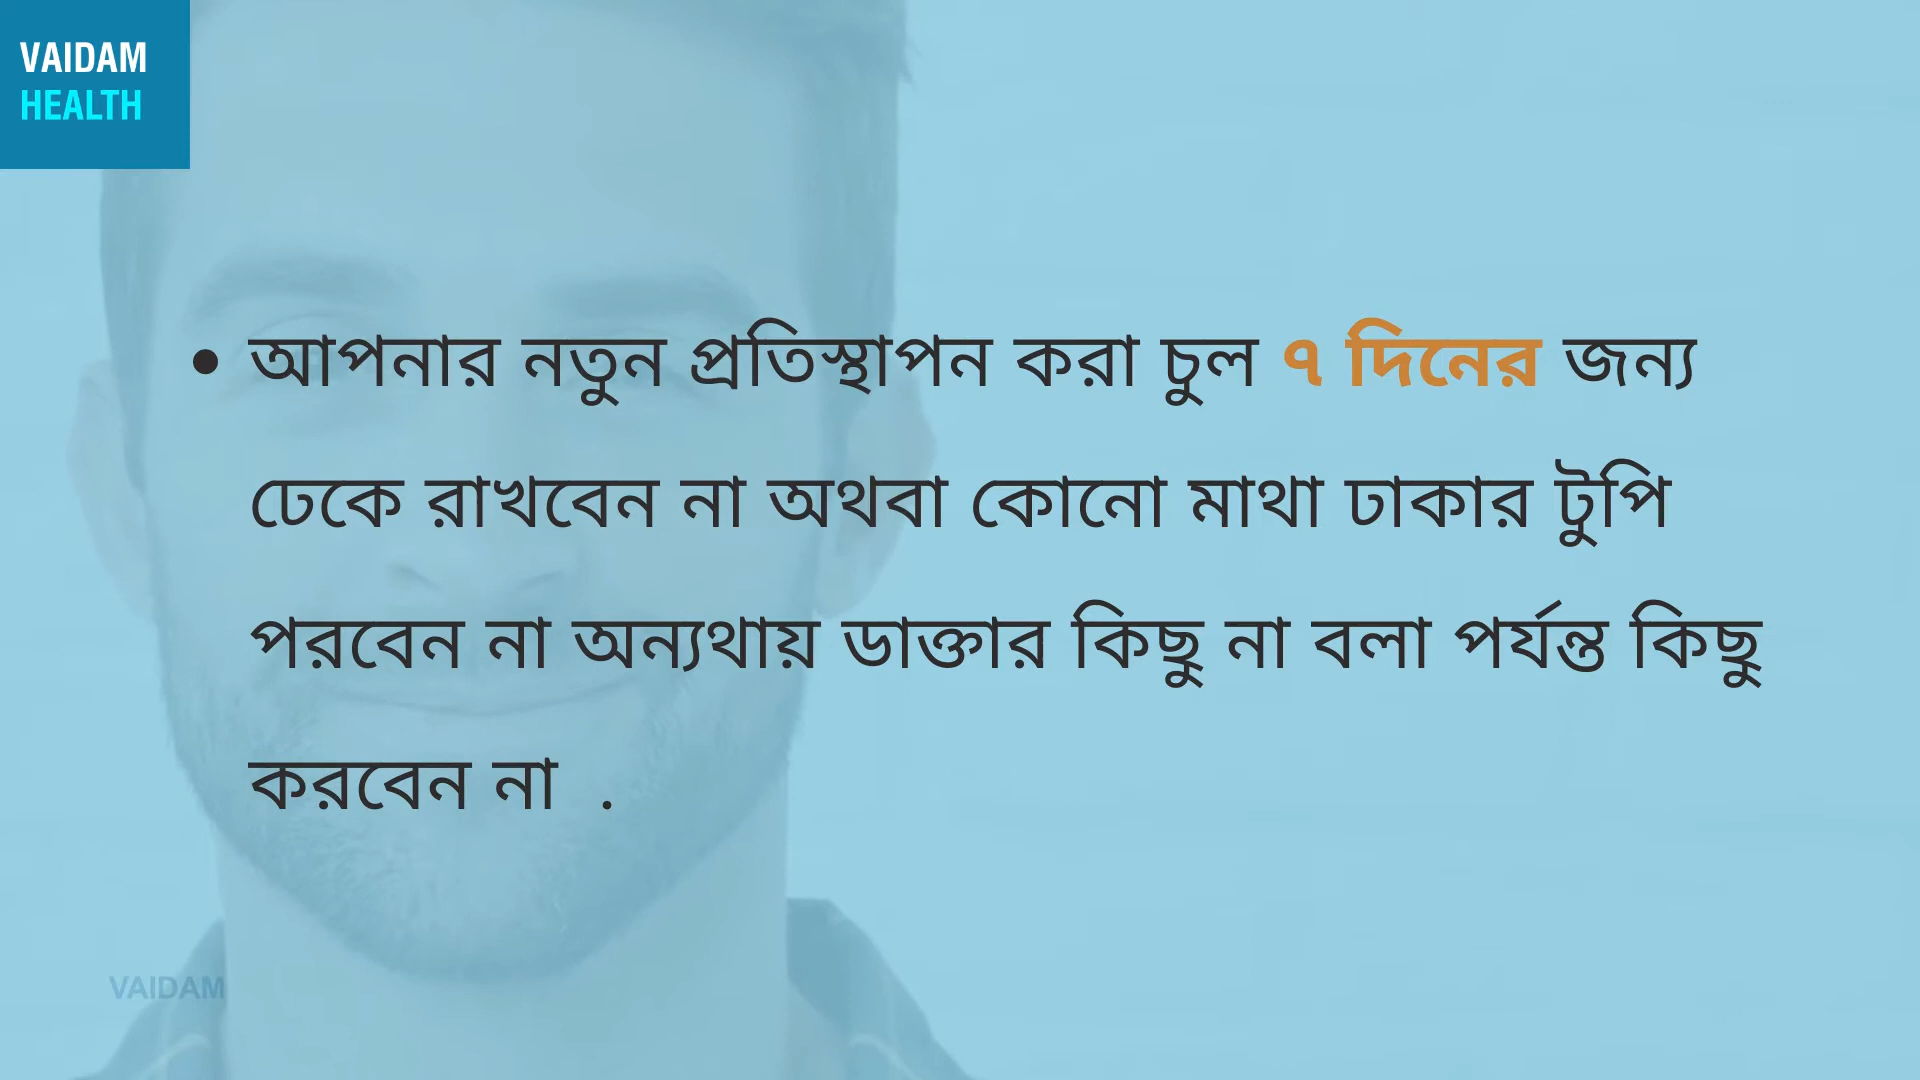 VAIDAM
HEALTH
• আপনার নতুন প্রতিস্থাপন করা চুল ৭ দিনের জন্য
ঢেকে রাখবেন না অথবা কোনো মাথা ঢাকার টুপি
পরবেন না অন্যথায় ডাক্তার কিছু না বলা পর্যন্ত কিছু
করবেন না .
VAIDAM